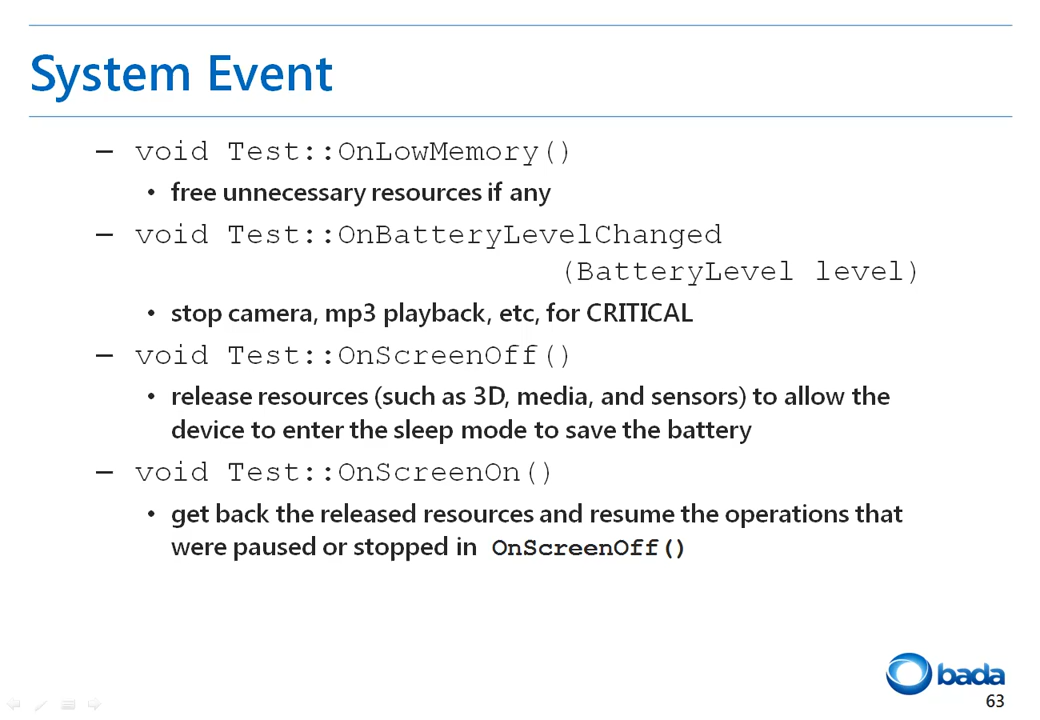 System Event
– void Test::OnLowMemory()
• free unnecessary resources if any
– void Test::OnBatteryLevelChanged
(BatteryLevel level)
• stop camera, mp3 playback, etc, for CRITICAL
– void Test::OnScreenOff()
• release resources (such as 3D, media, and sensors) to allow the
device to enter the sleep mode to save the battery
– void Test::OnScreenOn()
• get back the released resources and resume the operations that
were paused or stopped in OnScreenOff()
bada
63